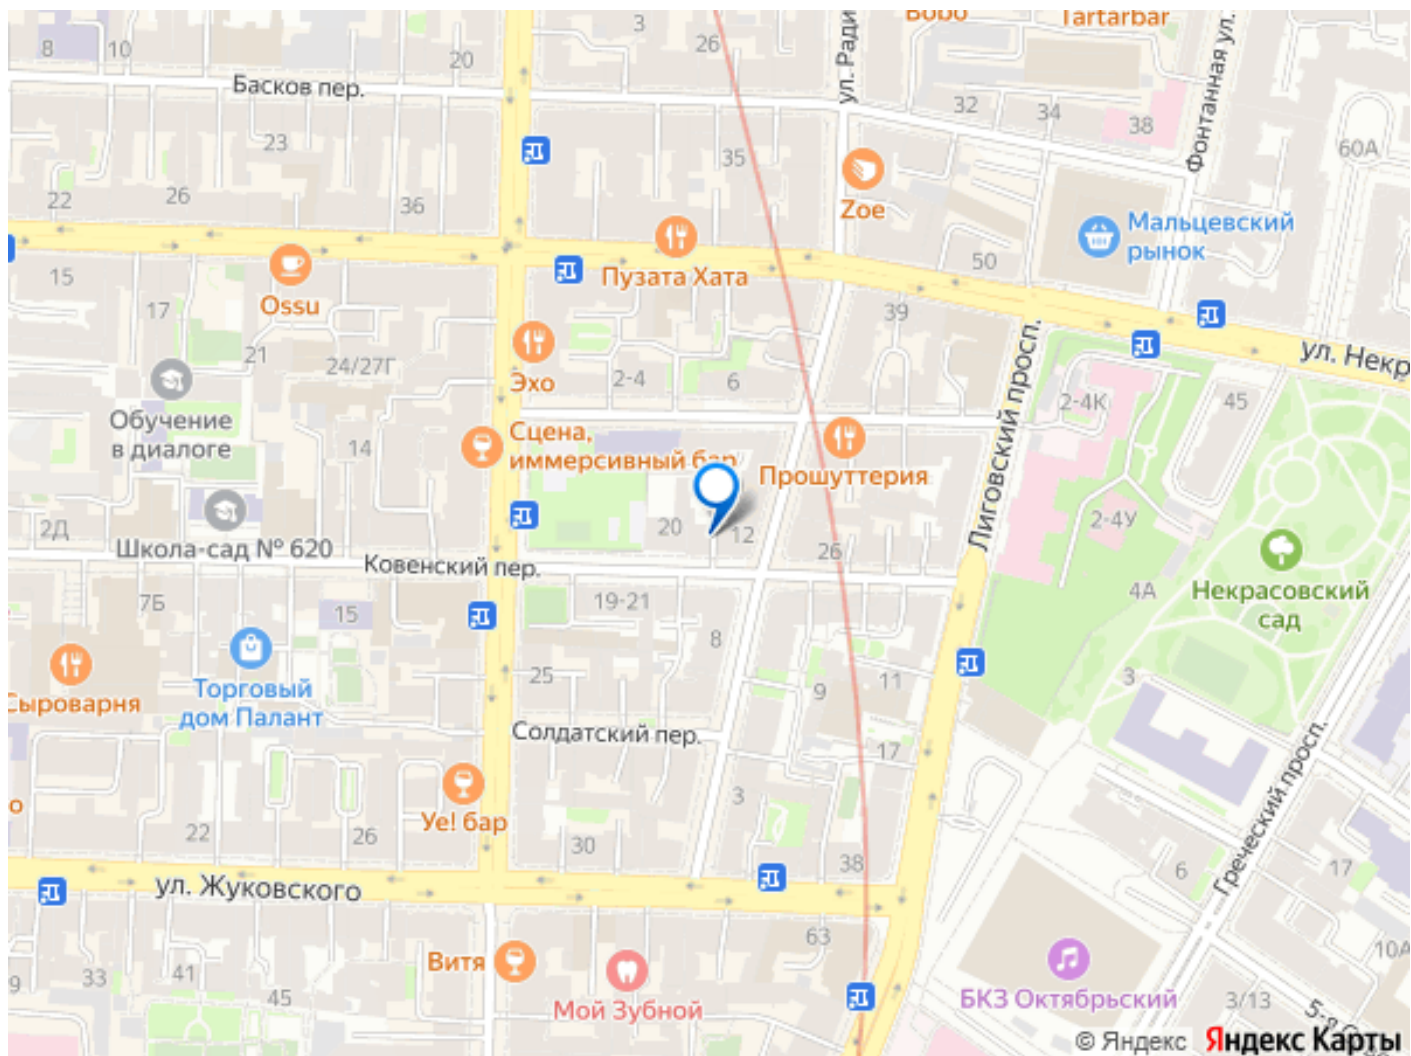 Bobo
Tartarbar
8
10
20
3
26
ул. Ради
Фонтанная ул.
Басков пер.
32
34
38
60А
23
35
22
26
36
Zoe
Мальцевский
рынок
15
Ossu
Пузата Хата
50
17
21
24/27Г
Эхо
2-4
6
39
ул. Некр
Лиговский просп.
2-4К
45
Обучение
в диалоге
14
Сцена,
иммерсивный бар
Прошуттерия
2Д
Школа-сад № 620
20
12
26
2-4У
Ковенский пер.
4А
Некрасовский
сад
7Б
15
19-21
8
Сыроварня
Торговый
дом Палант
25
9
11
3
Солдатский пер.
17
Греческий просп.
о
22
26
Уе! бар
30
3
38
6
17
ул. Жуковского
9
33
41
45
Витя
Мой Зубной
63
БКЗ Октябрьский
10А
3/13
© Яндекс
Яндекс Карты